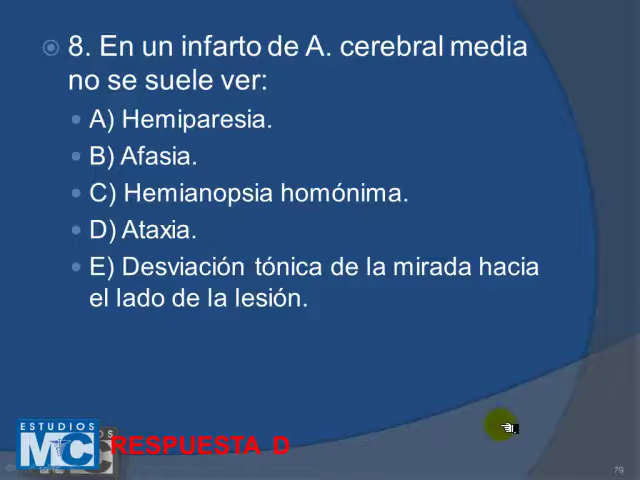 8. En un infarto de A. cerebral media
no se suele ver:
A) Hemiparesia.
B) Afasia.
C) Hemianopsia homónima.
D) Ataxia.
E) Desviación tónica de la mirada hacia
el lado de la lesión.
ESTUDIOS
MC
RESPUESTA D
79